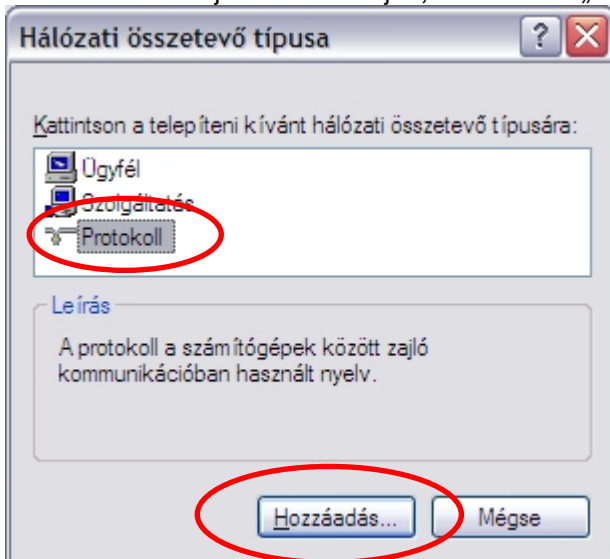 Hálózati összetevő típusa
Kattintson a telepíteni kívánt hálózati összetevő típusára:
Ügyfél
Szolgáltatás
Protokoll
Leírás
A protokoll a számítógépek között zajló
kommunikációban használt nyelv.
Hozzáadás... Mégse